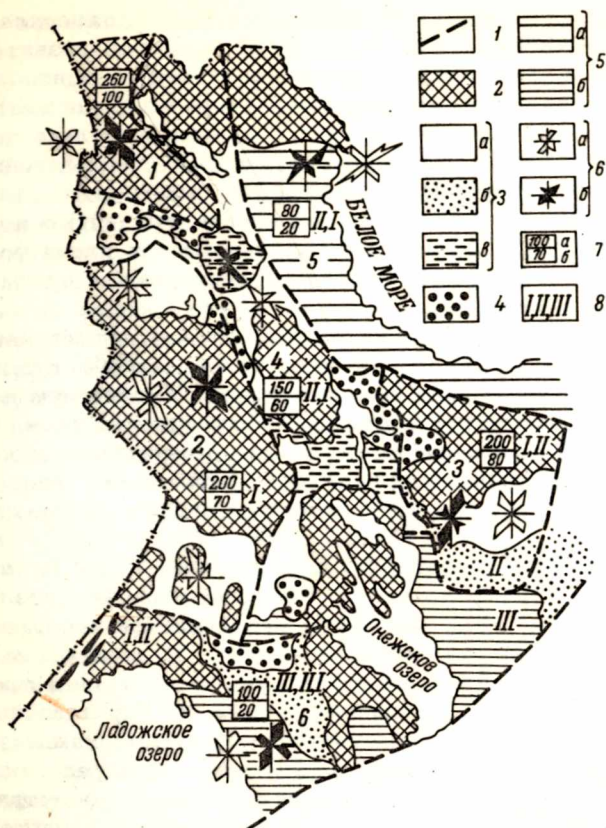 1 a
5
2 б
a a
б 3 6
в б
100 a
70 б 7
4 I,II,III 8
260
100
1
80
20 II,I
5
БЕЛОЕ МОРЕ
4
150
60 II,I
2
200
70 I
200
80 I,II
3
II
III
I,II
Онежское
озеро
III,II,I
100
20
6
Ладожское
озеро